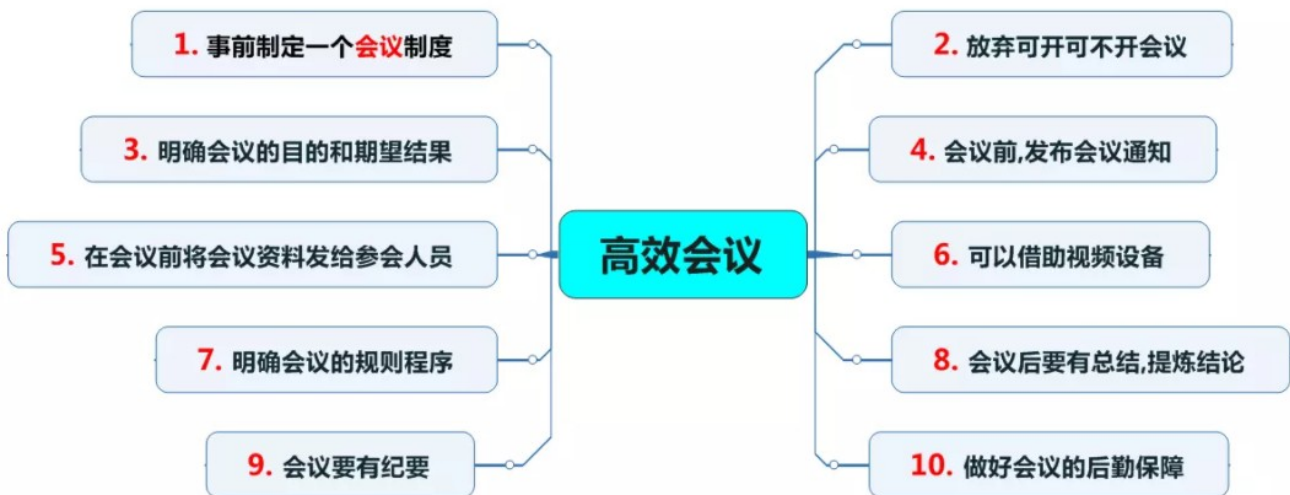 1. 事前制定一个会议制度
2. 放弃可开可不开会议
3. 明确会议的目的和期望结果
4. 会议前,发布会议通知
5. 在会议前将会议资料发给参会人员
高效会议
6. 可以借助视频设备
7. 明确会议的规则程序
8. 会议后要有总结,提炼结论
9. 会议要有纪要
10. 做好会议的后勤保障